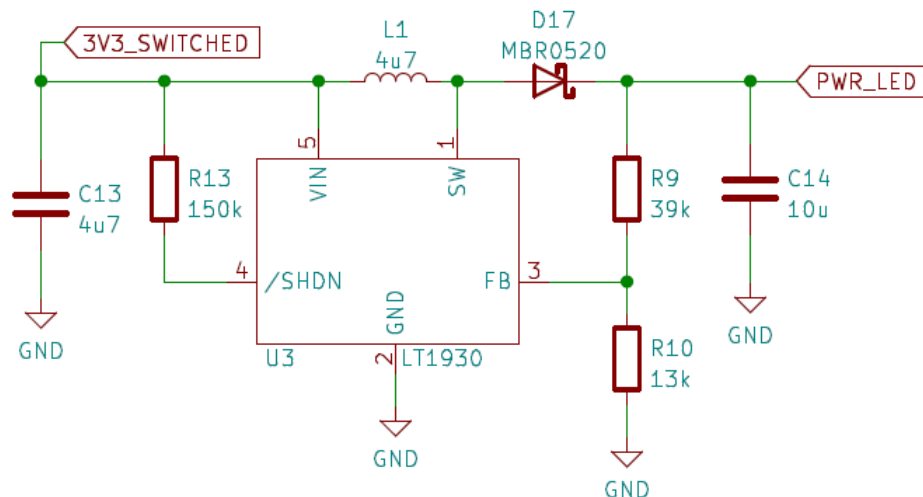 D17
MBR0520
3V3_SWITCHED
L1
4u7
PWR_LED
5
1
VIN
SW
C13
4u7
R13
150k
R9
39k
C14
10u
4
/SHDN
FB
3
GND
GND
U3
2
LT1930
R10
13k
GND
GND
GND